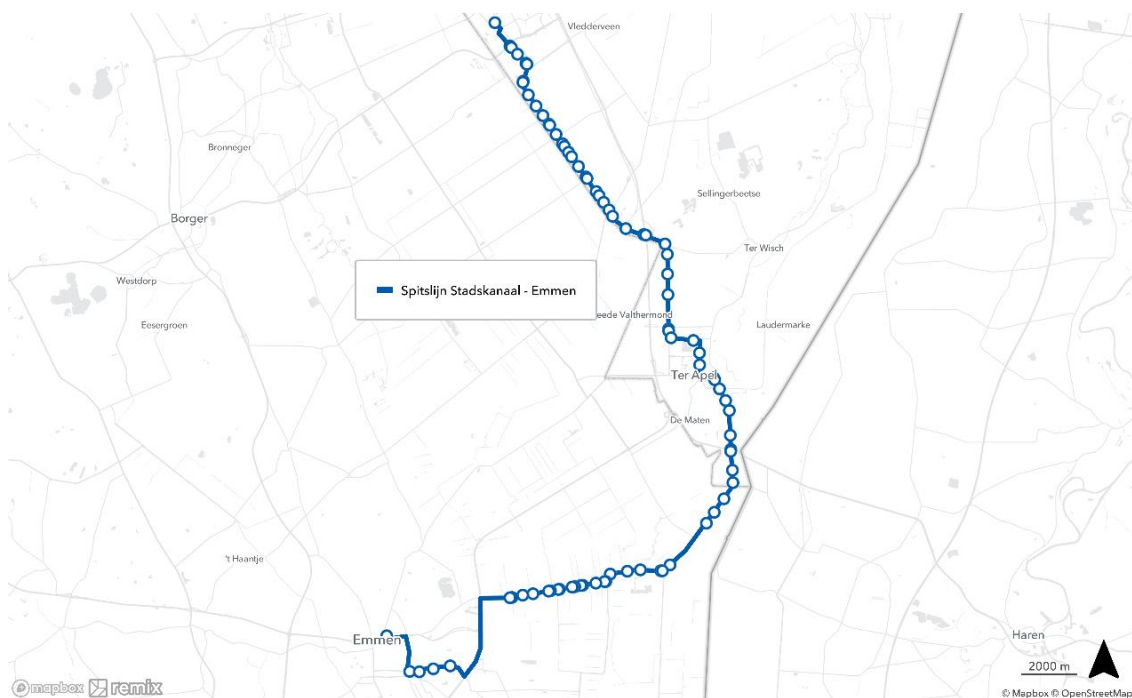 Vledderveen
Bronneger
Sellingerbeetse
Borger
Ter Wisch
Westdorp
Spitslijn Stadskanaal - Emmen
eede Valthermond
Eesergroen
Laudermarke
Ter Apel
De Maten
't Haantje
Emmen
Haren
2000 m
mapbox remix
© Mapbox © OpenStreetMap